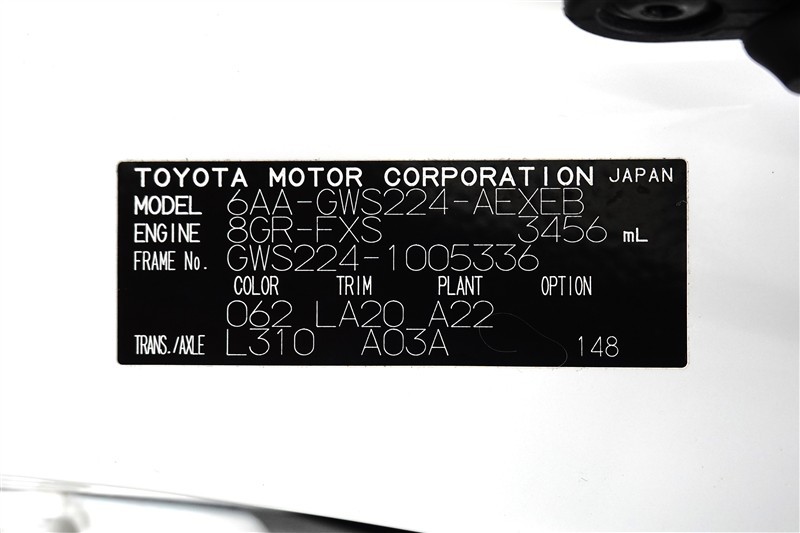 TOYOTA MOTOR CORPORATION JAPAN
MODEL 6AA-GWS224-AEXEB
ENGINE 8GR-FXS 3456 mL
FRAME No. GWS224-1005336
COLOR TRIM PLANT OPTION
062 LA20 A22
TRANS./AXLE L310 A03A 148